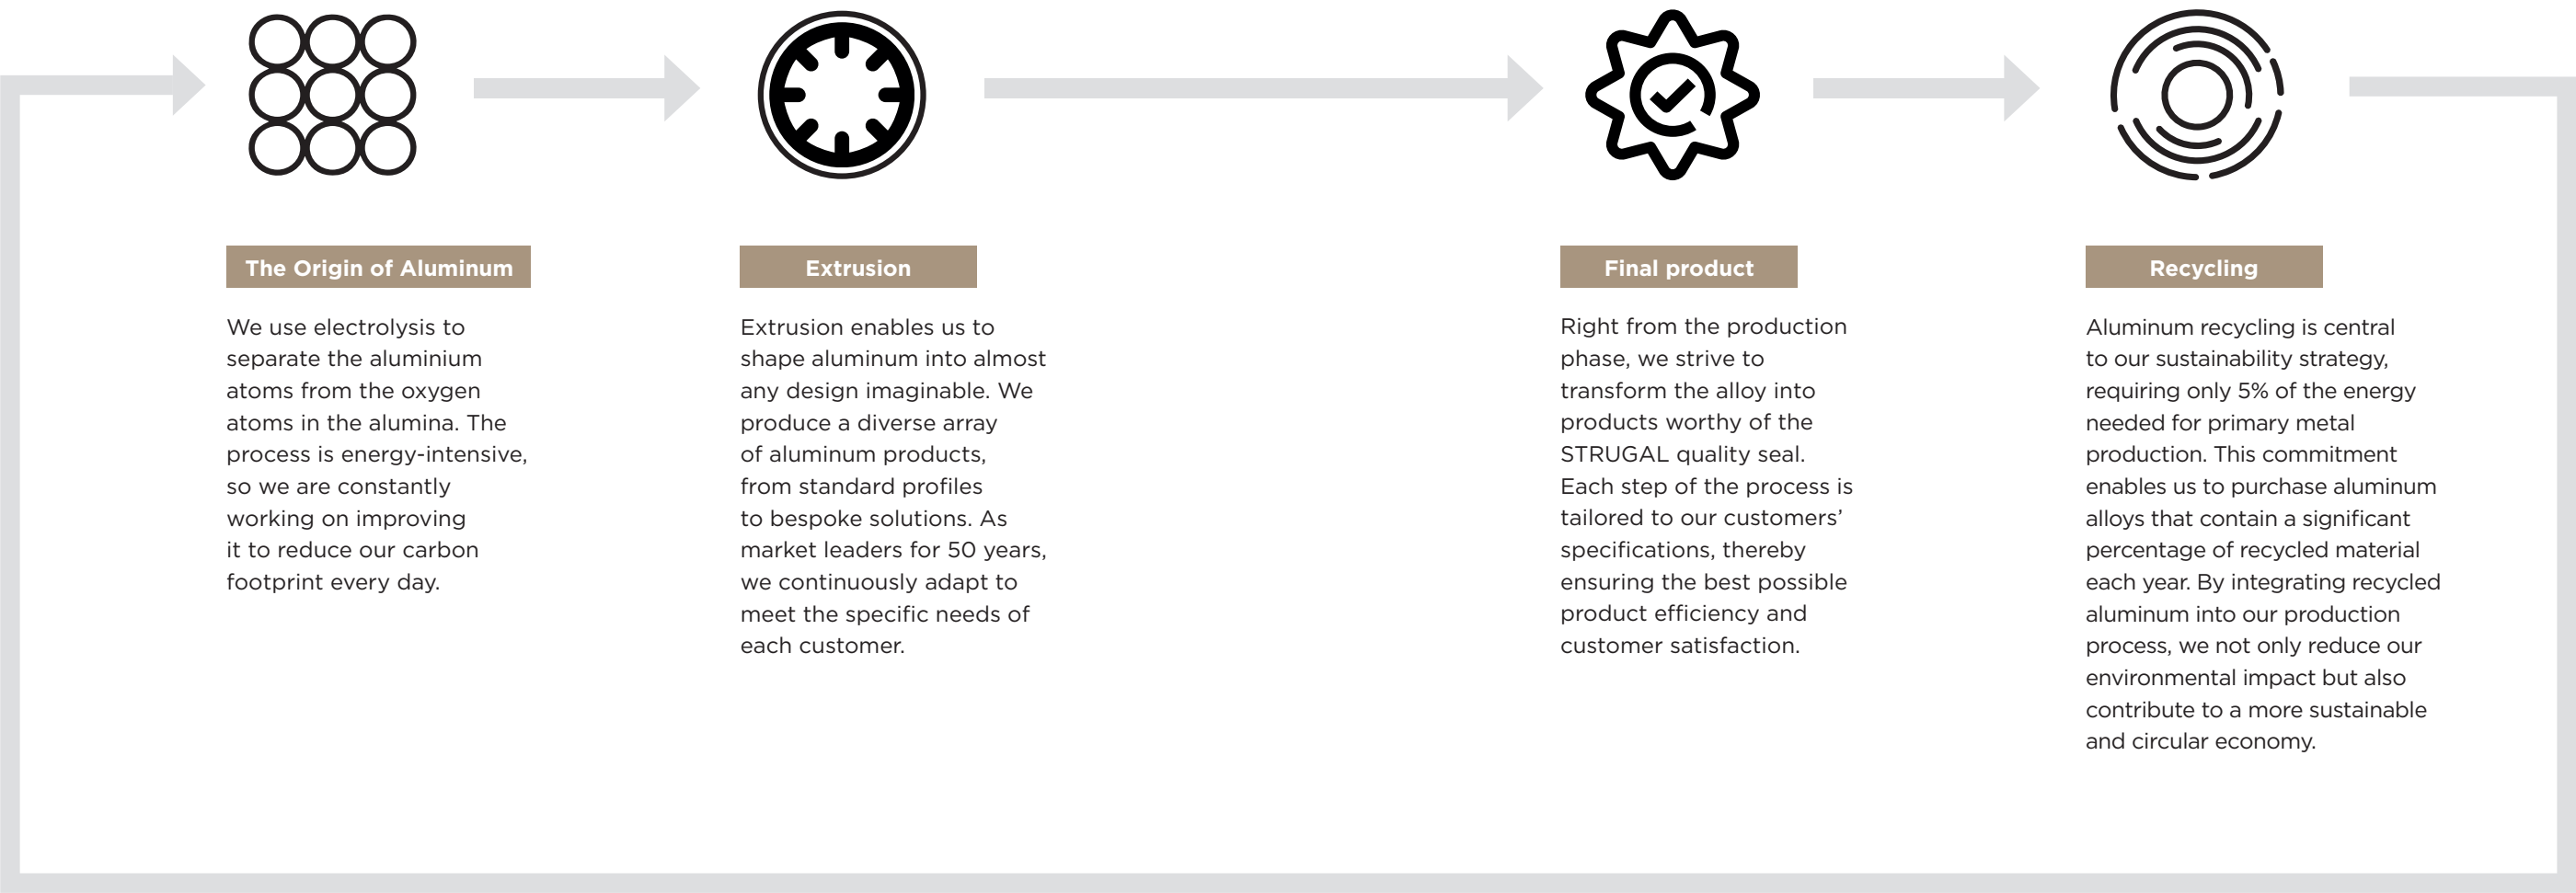 The Origin of Aluminum
We use electrolysis to
separate the aluminium
atoms from the oxygen
atoms in the alumina. The
process is energy-intensive,
so we are constantly
working on improving
it to reduce our carbon
footprint every day.
Extrusion
Extrusion enables us to
shape aluminum into almost
any design imaginable. We
produce a diverse array
of aluminum products,
from standard profiles
to bespoke solutions. As
market leaders for 50 years,
we continuously adapt to
meet the specific needs of
each customer.
Final product
Right from the production
phase, we strive to
transform the alloy into
products worthy of the
STRUGAL quality seal.
Each step of the process is
tailored to our customers’
specifications, thereby
ensuring the best possible
product efficiency and
customer satisfaction.
Recycling
Aluminum recycling is central
to our sustainability strategy,
requiring only 5% of the energy
needed for primary metal
production. This commitment
enables us to purchase aluminum
alloys that contain a significant
percentage of recycled material
each year. By integrating recycled
aluminum into our production
process, we not only reduce our
environmental impact but also
contribute to a more sustainable
and circular economy.